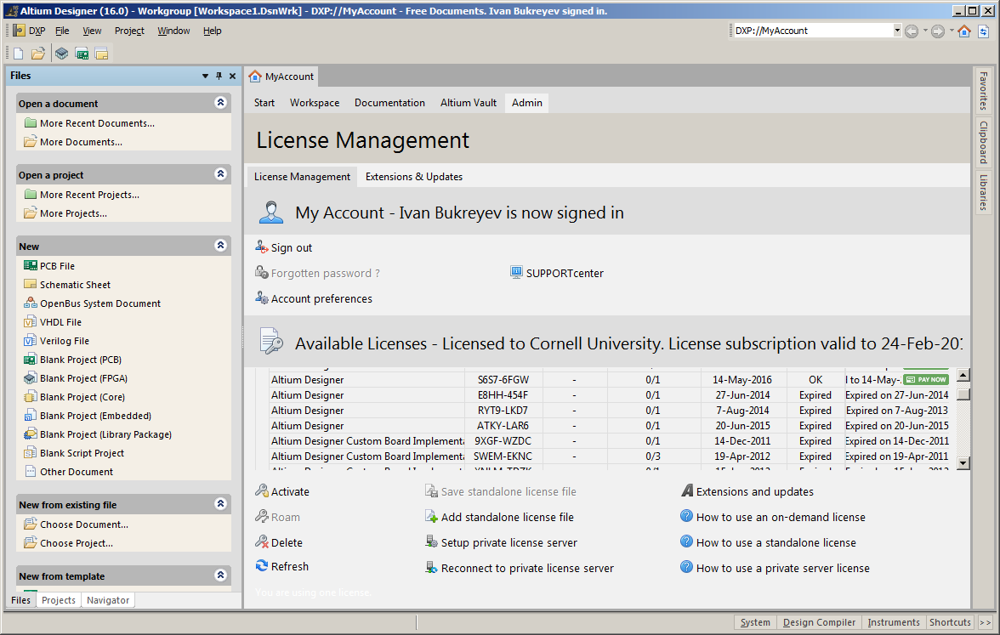 Altium Designer (16.0) - Workgroup [Workspace1.DsnWrk] - DXP://MyAccount - Free Documents. Ivan Bukreyev signed in.
DXP File View Project Window Help DXP://MyAccount
Files
MyAccount
Favorites
Clipboard
Libraries
Open a document
More Recent Documents...
More Documents...
Open a project
More Recent Projects...
More Projects...
New
PCB File
Schematic Sheet
OpenBus System Document
VHDL File
Verilog File
Blank Project (PCB)
Blank Project (FPGA)
Blank Project (Core)
Blank Project (Embedded)
Blank Project (Library Package)
Blank Script Project
Other Document
New from existing file
Choose Document...
Choose Project...
New from template
Files Projects Navigator
Start Workspace Documentation Altium Vault Admin
License Management
License Management Extensions & Updates
My Account - Ivan Bukreyev is now signed in
Sign out
Forgotten password ? SUPPORTcenter
Account preferences
Available Licenses - Licensed to Cornell University. License subscription valid to 24-Feb-201
Altium Designer S6S7-6FGW - 0/1 14-May-2016 OK l to 14-May-. PAY NOW
Altium Designer E8HH-454F - 0/1 27-Jun-2014 Expired Expired on 27-Jun-2014
Altium Designer RYT9-LKD7 - 0/1 7-Aug-2014 Expired Expired on 7-Aug-2013
Altium Designer ATKY-LAR6 - 0/1 20-Jun-2015 Expired Expired on 20-Jun-2015
Altium Designer Custom Board Implementa 9XGF-WZDC - 0/1 14-Dec-2011 Expired Expired on 14-Dec-2011
Altium Designer Custom Board Implementa SWEM-EKNC - 0/3 19-Apr-2012 Expired Expired on 19-Apr-2011
Activate Save standalone license file Extensions and updates
Roam Add standalone license file How to use an on-demand license
Delete Setup private license server How to use a standalone license
Refresh Reconnect to private license server How to use a private server license
You are using one license.
System Design Compiler Instruments Shortcuts >>